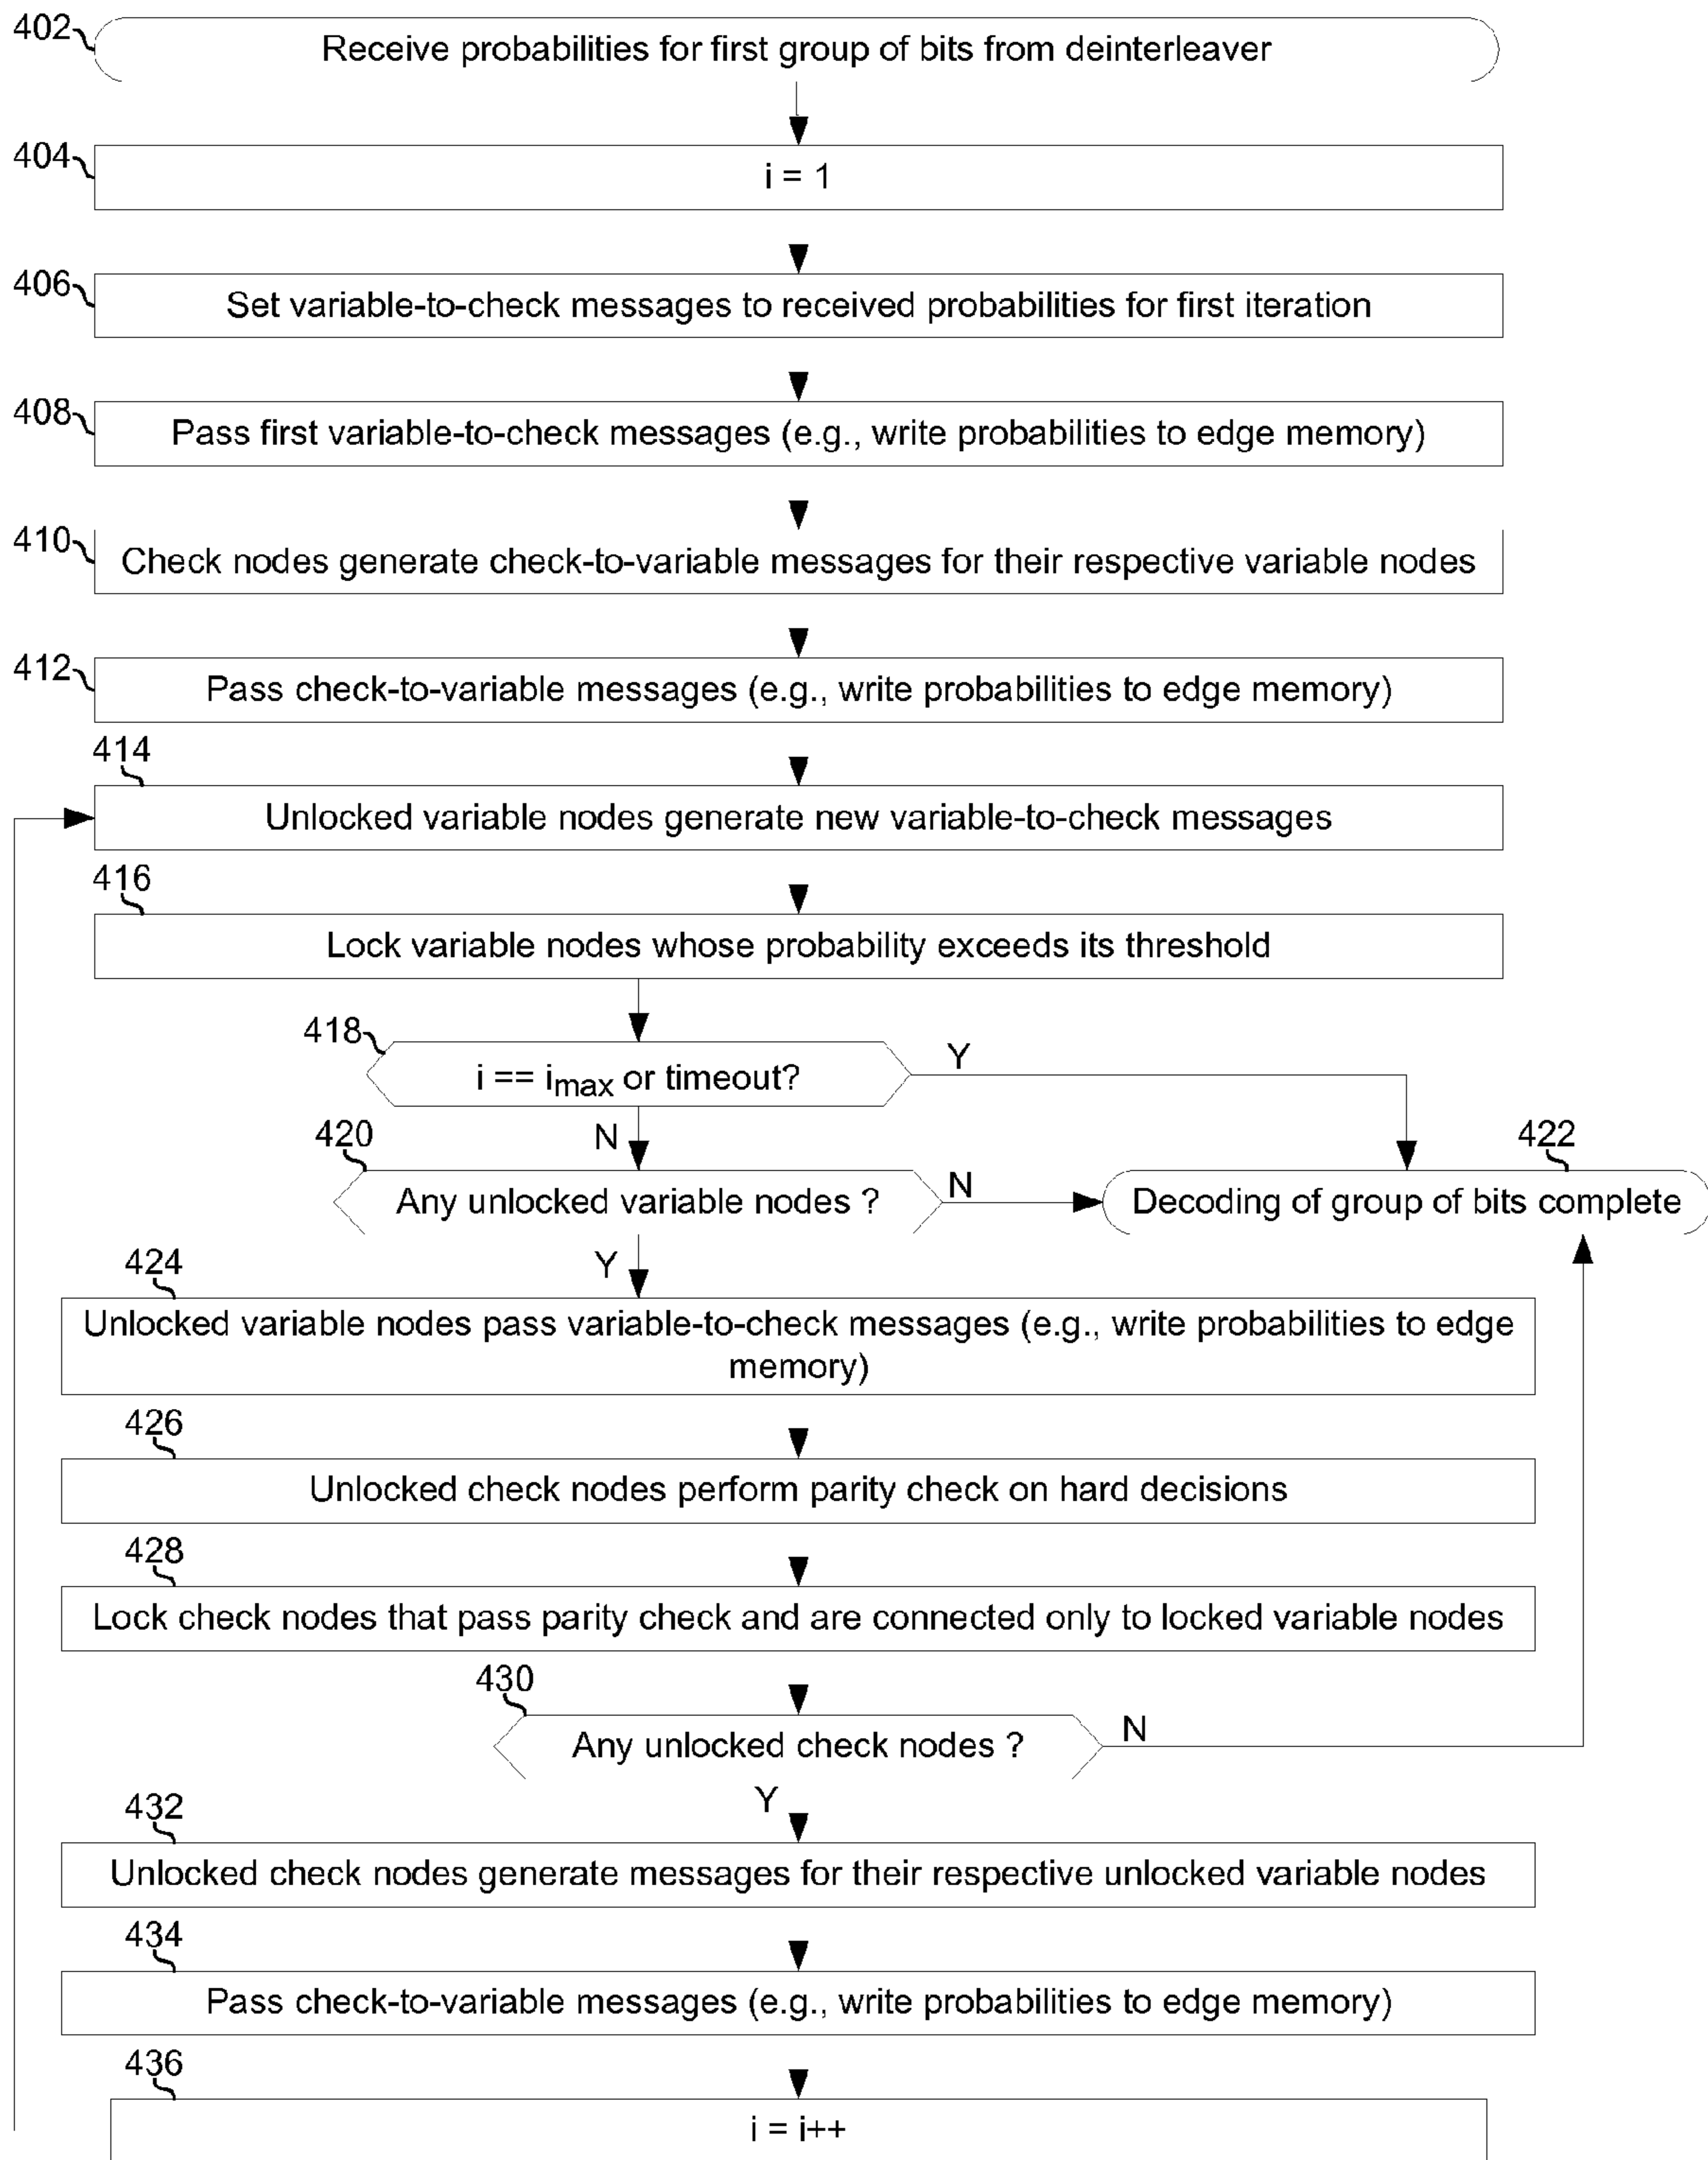 402
Receive probabilities for first group of bits from deinterleaver
404
i = 1
406
Set variable-to-check messages to received probabilities for first iteration
408
Pass first variable-to-check messages (e.g., write probabilities to edge memory)
410
Check nodes generate check-to-variable messages for their respective variable nodes
412
Pass check-to-variable messages (e.g., write probabilities to edge memory)
414
Unlocked variable nodes generate new variable-to-check messages
416
Lock variable nodes whose probability exceeds its threshold
418
i == imax or timeout?
Y
N
420
Any unlocked variable nodes ?
N
422
Decoding of group of bits complete
Y
424
Unlocked variable nodes pass variable-to-check messages (e.g., write probabilities to edge
memory)
426
Unlocked check nodes perform parity check on hard decisions
428
Lock check nodes that pass parity check and are connected only to locked variable nodes
430
Any unlocked check nodes ?
N
Y
432
Unlocked check nodes generate messages for their respective unlocked variable nodes
434
Pass check-to-variable messages (e.g., write probabilities to edge memory)
436
i = i++